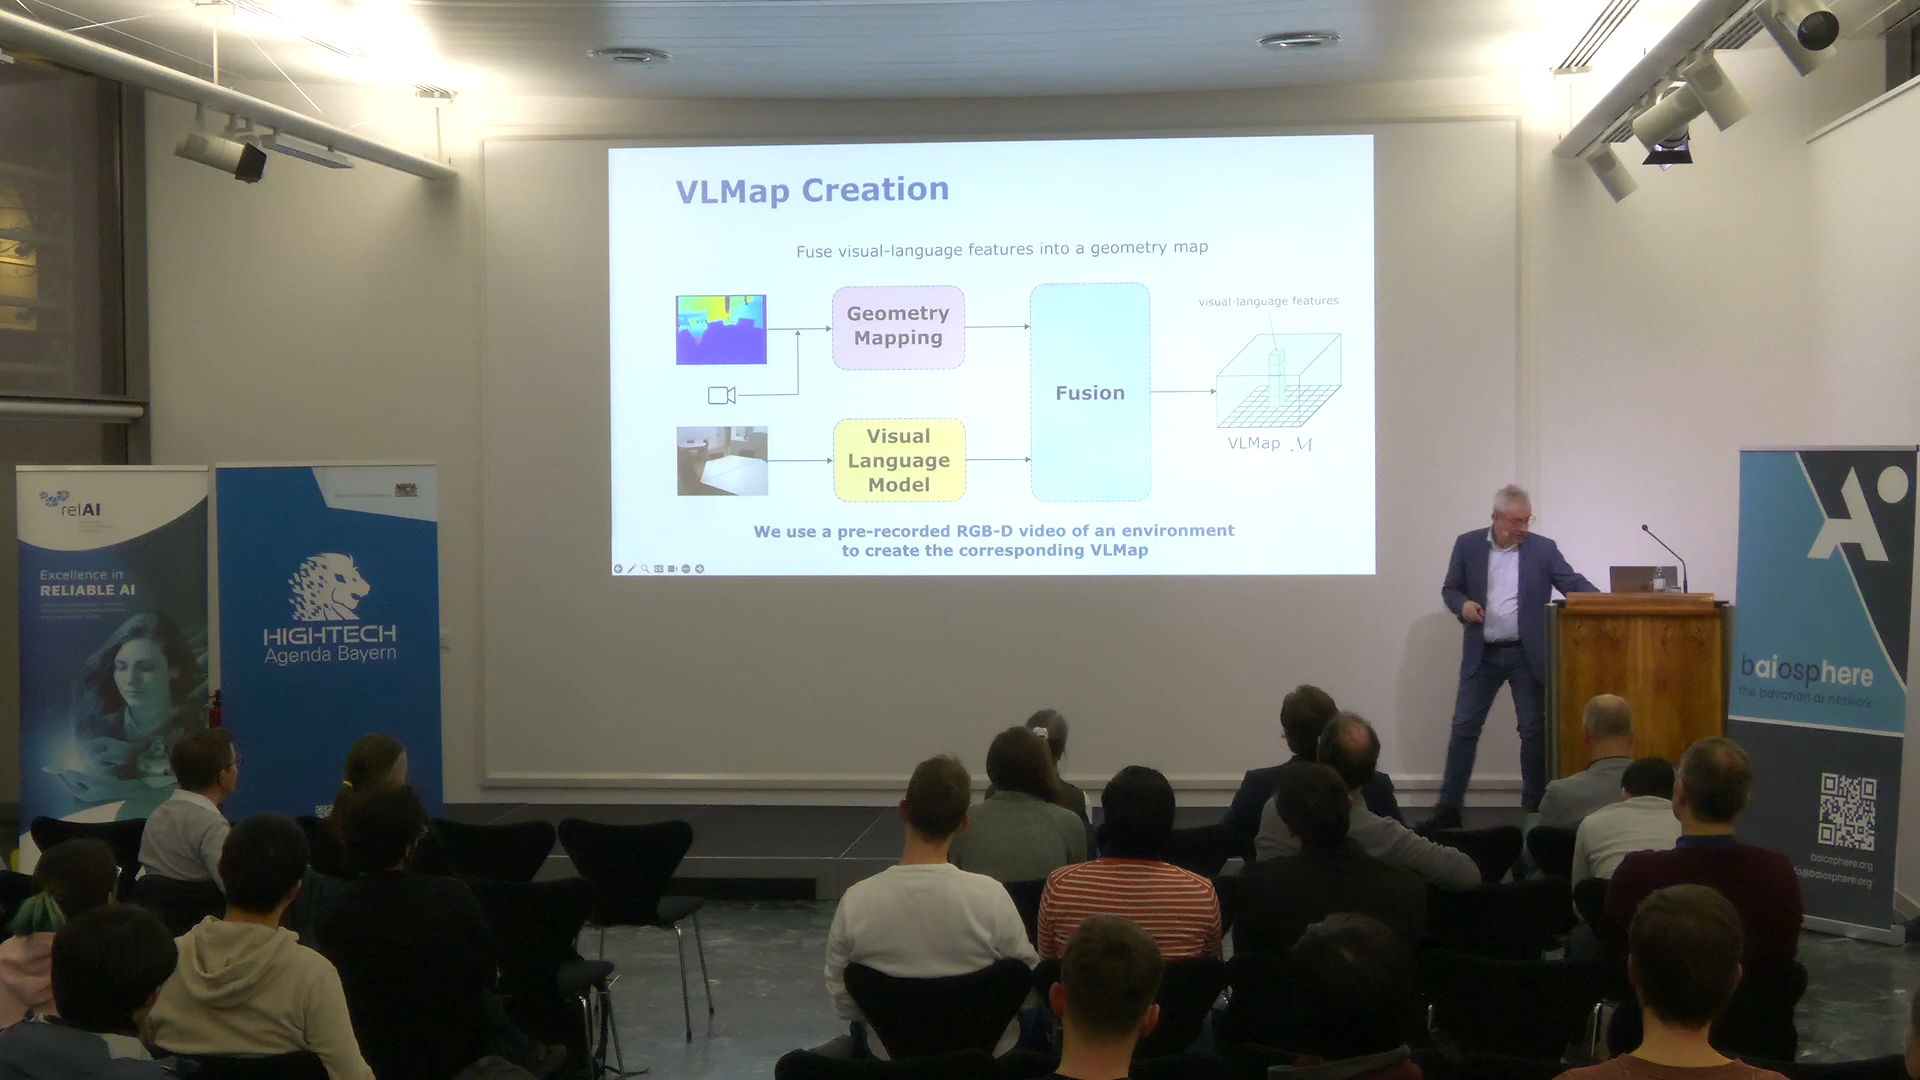 VLMap Creation
Fuse visual-language features into a geometry map
Geometry
Mapping
Visual
Language
Model
Fusion
visual-language features
VLMap M
We use a pre-recorded RGB-D video of an environment
to create the corresponding VLMap
relAI
Excellence in
RELIABLE AI
HIGHTECH
Agenda Bayern
baiosphere
the bavarian ai network
baiosphere.org
@baiosphere.org